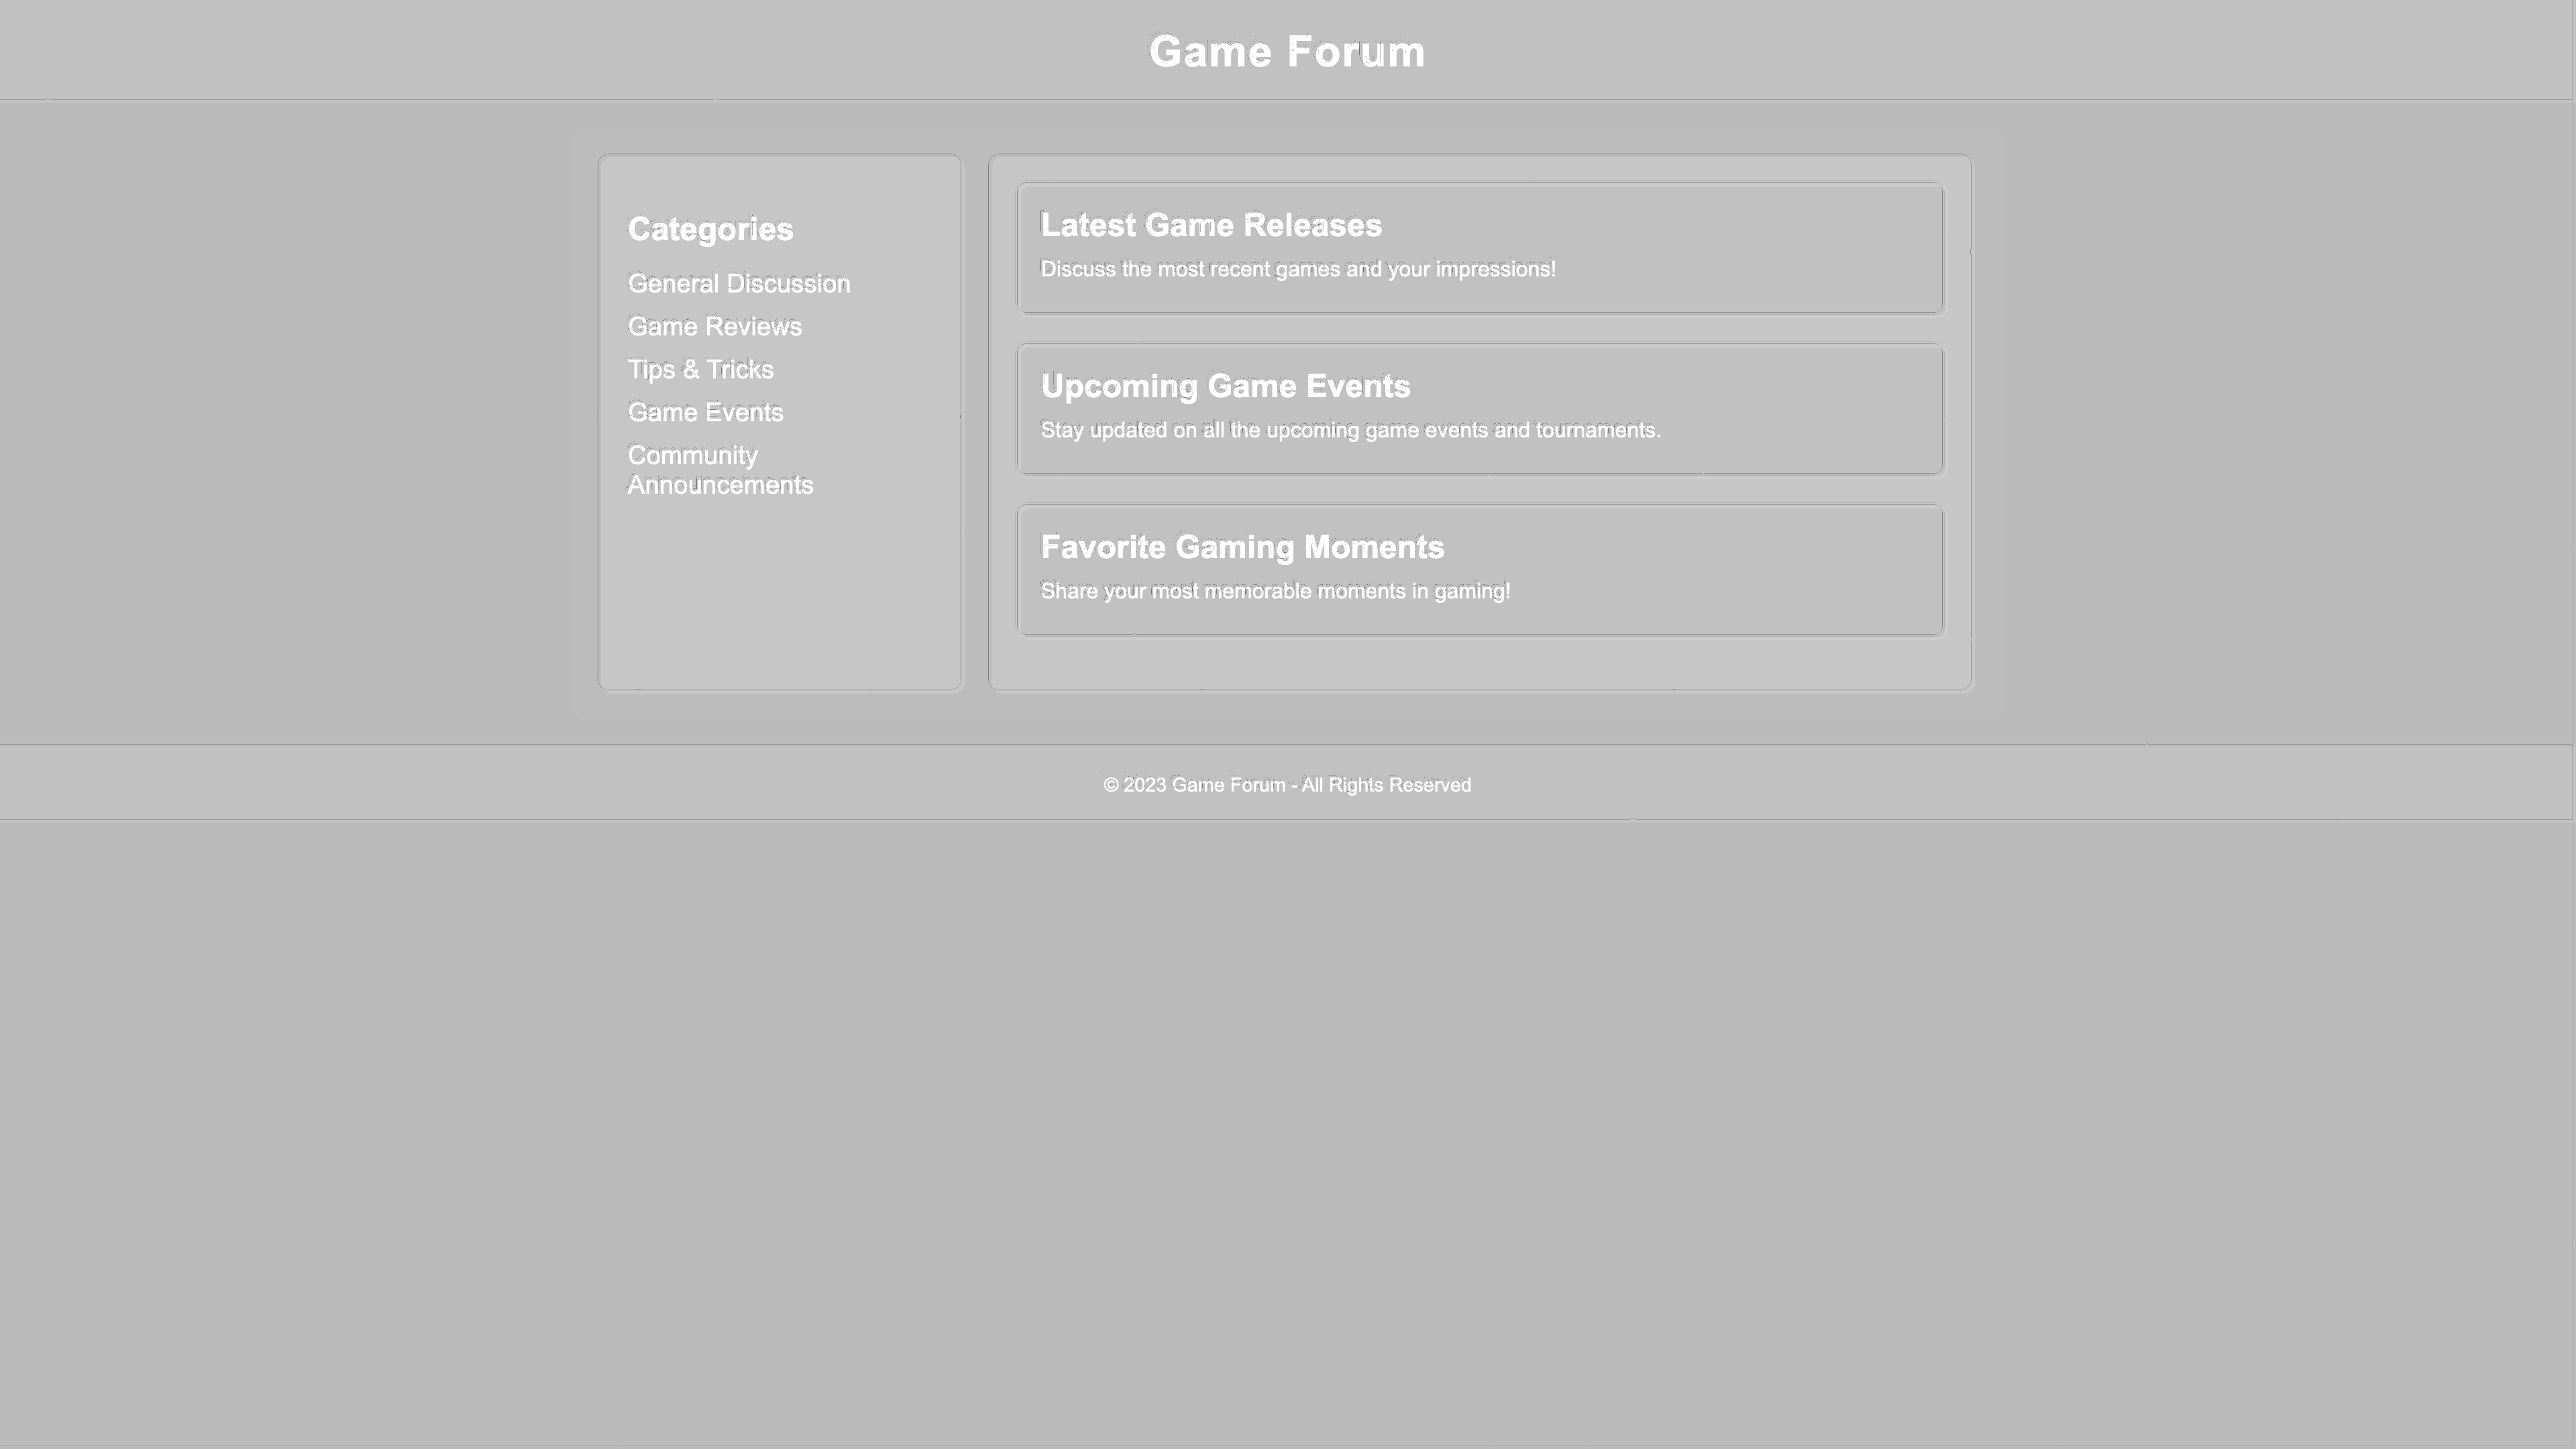 Game Forum
Categories
General Discussion
Game Reviews
Tips & Tricks
Game Events
Community
Announcements
Latest Game Releases
Discuss the most recent games and your impressions!
Upcoming Game Events
Stay updated on all the upcoming game events and tournaments.
Favorite Gaming Moments
Share your most memorable moments in gaming!
© 2023 Game Forum - All Rights Reserved